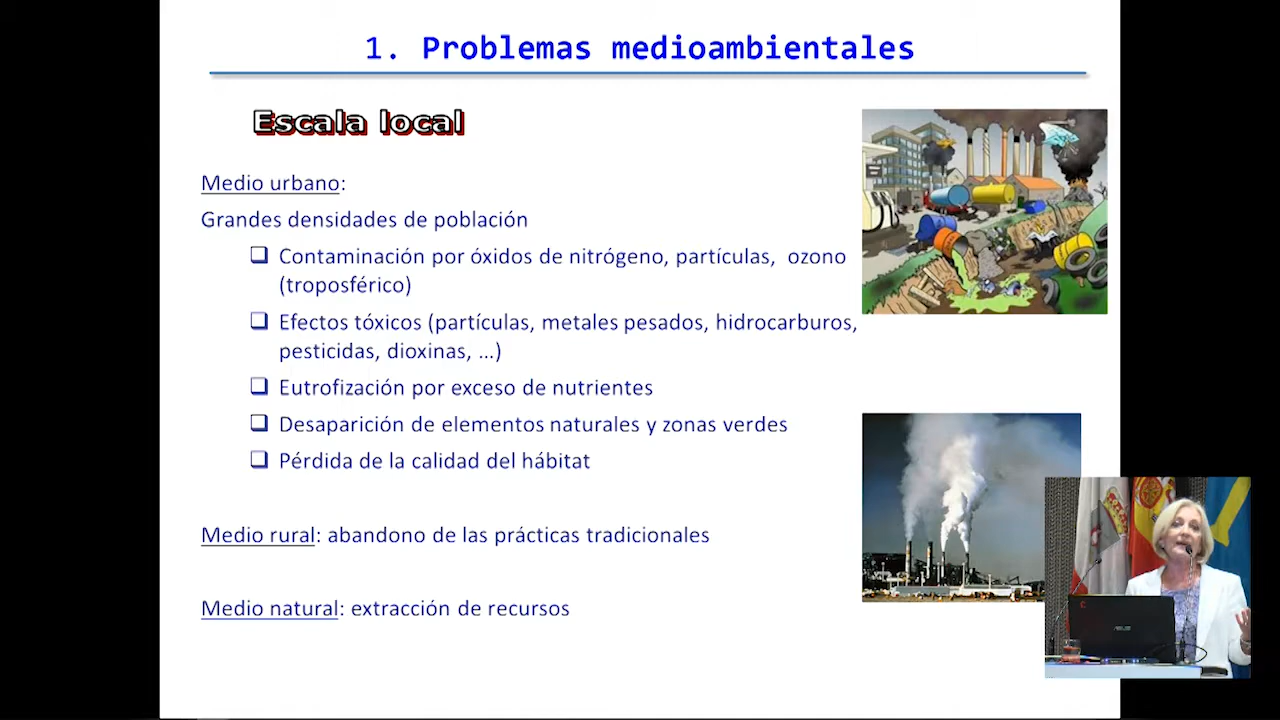 1. Problemas medioambientales
Escala local
Medio urbano:
Grandes densidades de población
Contaminación por óxidos de nitrógeno, partículas, ozono
(troposférico)
Efectos tóxicos (partículas, metales pesados, hidrocarburos,
pesticidas, dioxinas, ...)
Eutrofización por exceso de nutrientes
Desaparición de elementos naturales y zonas verdes
Pérdida de la calidad del hábitat
Medio rural: abandono de las prácticas tradicionales
Medio natural: extracción de recursos
ASUS